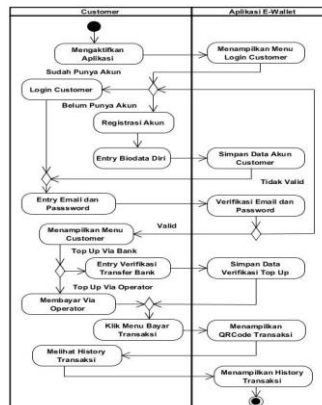 Customer
Aplikasi E-Wallet
Mengaktifkan
Aplikasi
Menampilkan Menu
Login Customer
Sudah Punya Akun
Login Customer
Belum Punya Akun
Registrasi Akun
Entry Biodata Diri
Simpan Data Akun
Customer
Tidak Valid
Entry Email dan
Passsword
Verifikasi Email dan
Password
Menampilkan Menu
Customer
Valid
Top Up Via Bank
Entry Verifikasi
Transfer Bank
Simpan Data
Verifikasi Top Up
Top Up Via Operator
Membayar Via
Operator
Klik Menu Bayar
Transaksi
Menampilkan
QRCode Transaksi
Melihat History
Transaksi
Menampilkan History
Transaksi